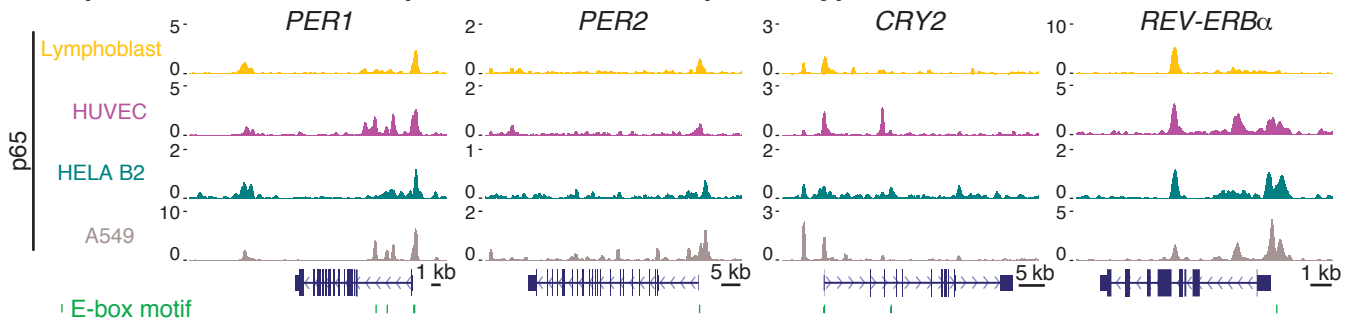 PER1 PER2 CRY2 REV-ERBα
5 2 3 10
Lymphoblast
0 0 0 0
5 2 3 5
HUVEC
0 0 0 0
p65
2 1 2 2
HELA B2
0 0 0 0
10 2 3 5
A549
0 0 0 0
1 kb 5 kb 5 kb 1 kb
E-box motif